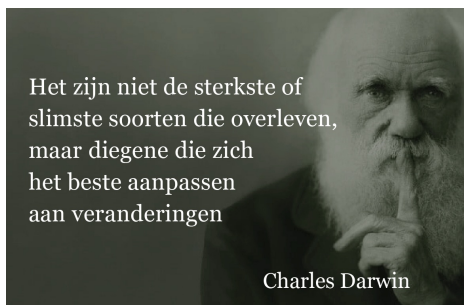 Het zijn niet de sterkste of
slimste soorten die overleven,
maar diegene die zich
het beste aanpassen
aan veranderingen
Charles Darwin